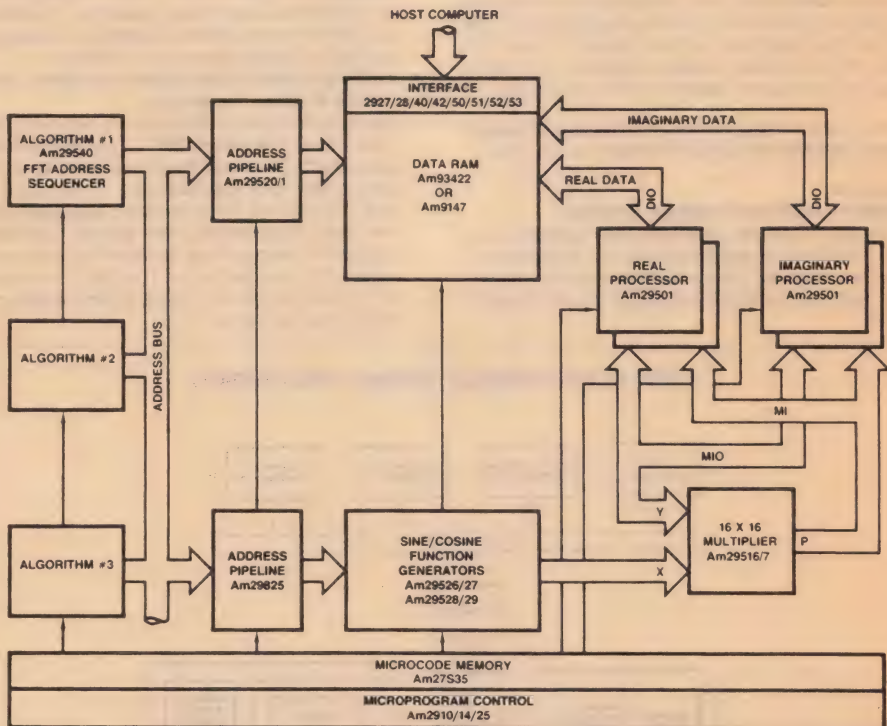 HOST COMPUTER
INTERFACE
2927/28/40/42/50/51/52/53
ALGORITHM #1
Am29540
FFT ADDRESS
SEQUENCER
ADDRESS
PIPELINE
Am29520/1
DATA RAM
Am93422
OR
Am9147
IMAGINARY DATA
REAL DATA
DIO
DIO
REAL
PROCESSOR
Am29501
IMAGINARY
PROCESSOR
Am29501
ALGORITHM #2
ADDRESS BUS
MI
MIO
ALGORITHM #3
ADDRESS
PIPELINE
Am29825
SINE/COSINE
FUNCTION
GENERATORS
Am29526/27
Am29528/29
Y
X
16 X 16
MULTIPLIER
Am29516/7
P
MICROCODE MEMORY
Am27S35
MICROPROGRAM CONTROL
Am2910/14/25